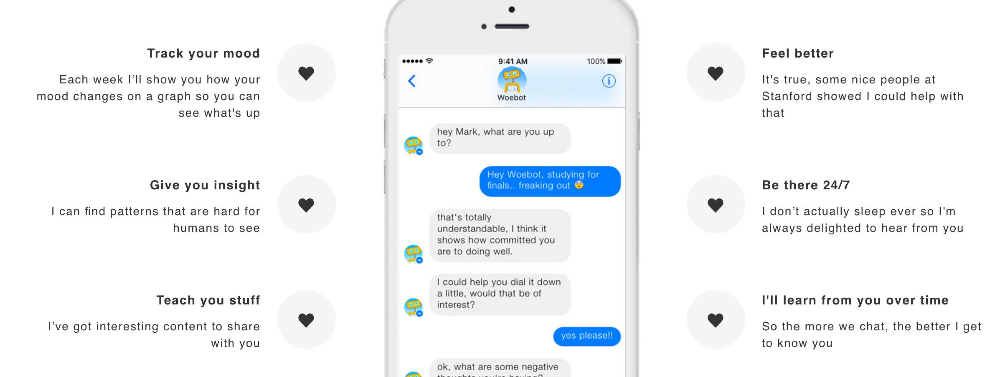 Track your mood
Each week I’ll show you how your
mood changes on a graph so you can
see what's up
Give you insight
I can find patterns that are hard for
humans to see
Teach you stuff
I’ve got interesting content to share
with you
9:41 AM
100%
Woebot
hey Mark, what are you up
to?
Hey Woebot, studying for
finals.. freaking out 😨
that's totally
understandable, I think it
shows how committed you
are to doing well.
I could help you dial it down
a little, would that be of
interest?
yes please!!
ok, what are some negative
thoughts you're having?
Feel better
It's true, some nice people at
Stanford showed I could help with
that
Be there 24/7
I don’t actually sleep ever so I'm
always delighted to hear from you
I'll learn from you over time
So the more we chat, the better I get
to know you